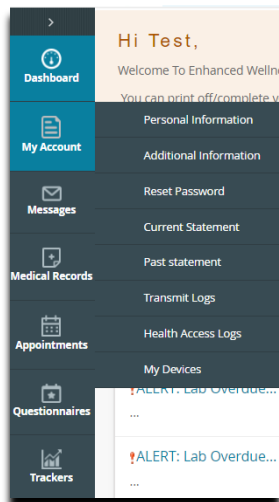 Dashboard
My Account
Messages
Medical Records
Appointments
Questionnaires
Trackers
Hi Test,
Welcome To Enhanced
You can print off/complete
Personal Information
Additional Information
Reset Password
Current Statement
Past statement
Transmit Logs
Health Access Logs
My Devices
ALERT: Lab Overdue...
...
ALERT: Lab Overdue...
...